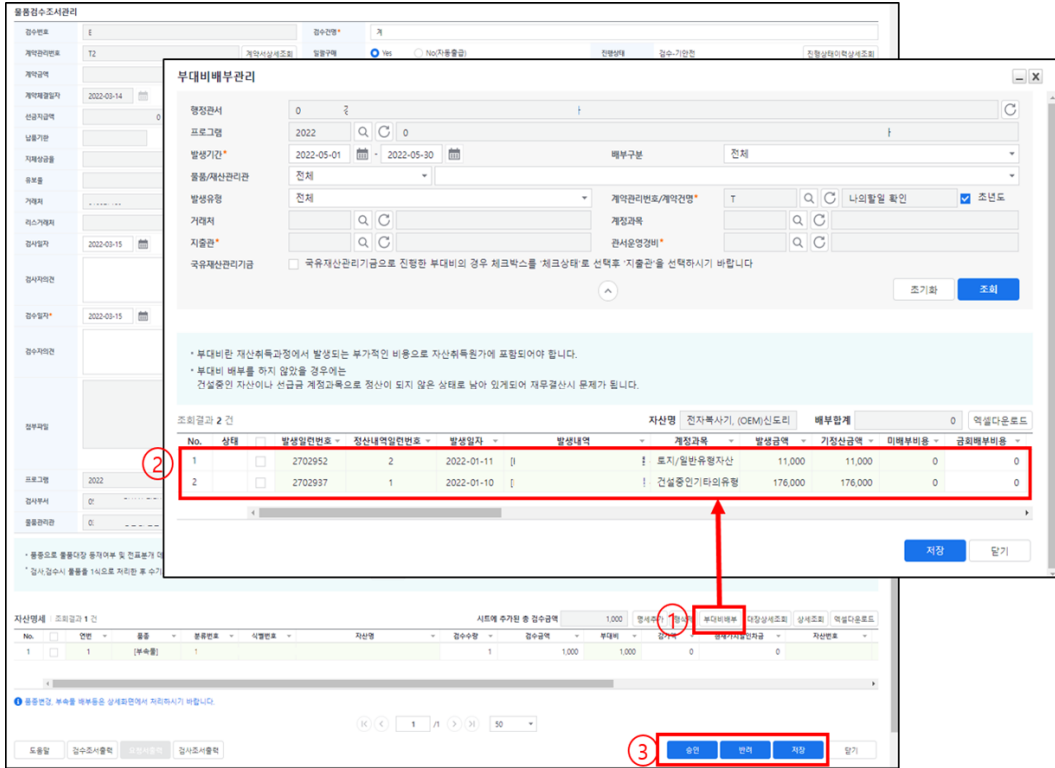 물품검수조서관리
검수번호 E 검수건명* 계
계약관리번호 T2 계약서상세조회 일괄구매 Yes No(자동출급) 진행상태 검수-기안전 진행상태이력상세조회
계약금액
계약체결일자 2022-03-14
선금지급액 0
납품기한
지체상금율
유보율
거래처
리스거래처
검사일자 2022-03-15
검사자의견
검수일자* 2022-03-15
검수자의견
첨부파일
프로그램 2022
검사부서
물품관리관
부대비배부관리
행정관서 0
프로그램 2022 0
발생기간* 2022-05-01 - 2022-05-30 배부구분 전체
물품/재산관리관 전체
발생유형 전체 계약관리번호/계약건명* T 나의할일 확인 초년도
거래처 계정과목
지출관* 관서운영경비*
국유재산관리기금 국유재산관리기금으로 진행한 부대비의 경우 체크박스를 '체크상태'로 선택후 '지출관'을 선택하시기 바랍니다
초기화 조회
• 부대비란 재산취득과정에서 발생되는 부가적인 비용으로 자산취득원가에 포함되어야 합니다.
• 부대비 배부를 하지 않았을 경우에는
건설중인 자산이나 선급금 계정과목으로 정산이 되지 않은 상태로 남아 있게되어 재무결산시 문제가 됩니다.
조회결과 2 건 자산명 전자복사기, (OEM)신도리 배부합계 0 엑셀다운로드
No. 상태 발생일련번호 정산내역일련번호 발생일자 발생내역 계정과목 발생금액 기정산금액 미배부비용 금회배부비용
②
1 2702952 2 2022-01-11 토지/일반유형자산 11,000 11,000 0 0
2 2702937 1 2022-01-10 건설중인기타의유형 176,000 176,000 0 0
저장 닫기
자산명세 조회결과 1 건 시트에 추가된 총 검수금액 1,000 명세추가 ① 부대비배부 대장상세조회 상세조회 엑셀다운로드
No. 연번 품종 분류번호 식별번호 자산명 검수수량 검수금액 부대비 현재가치할인차금 자산번호
1 1 [부속물] 1 1,000 1,000 0 0
품종변경, 부속물 배부등은 상세화면에서 처리하시기 바랍니다.
1 /1 50
도움말 검수조서출력 검사조서출력 ③ 승인 반려 저장 닫기